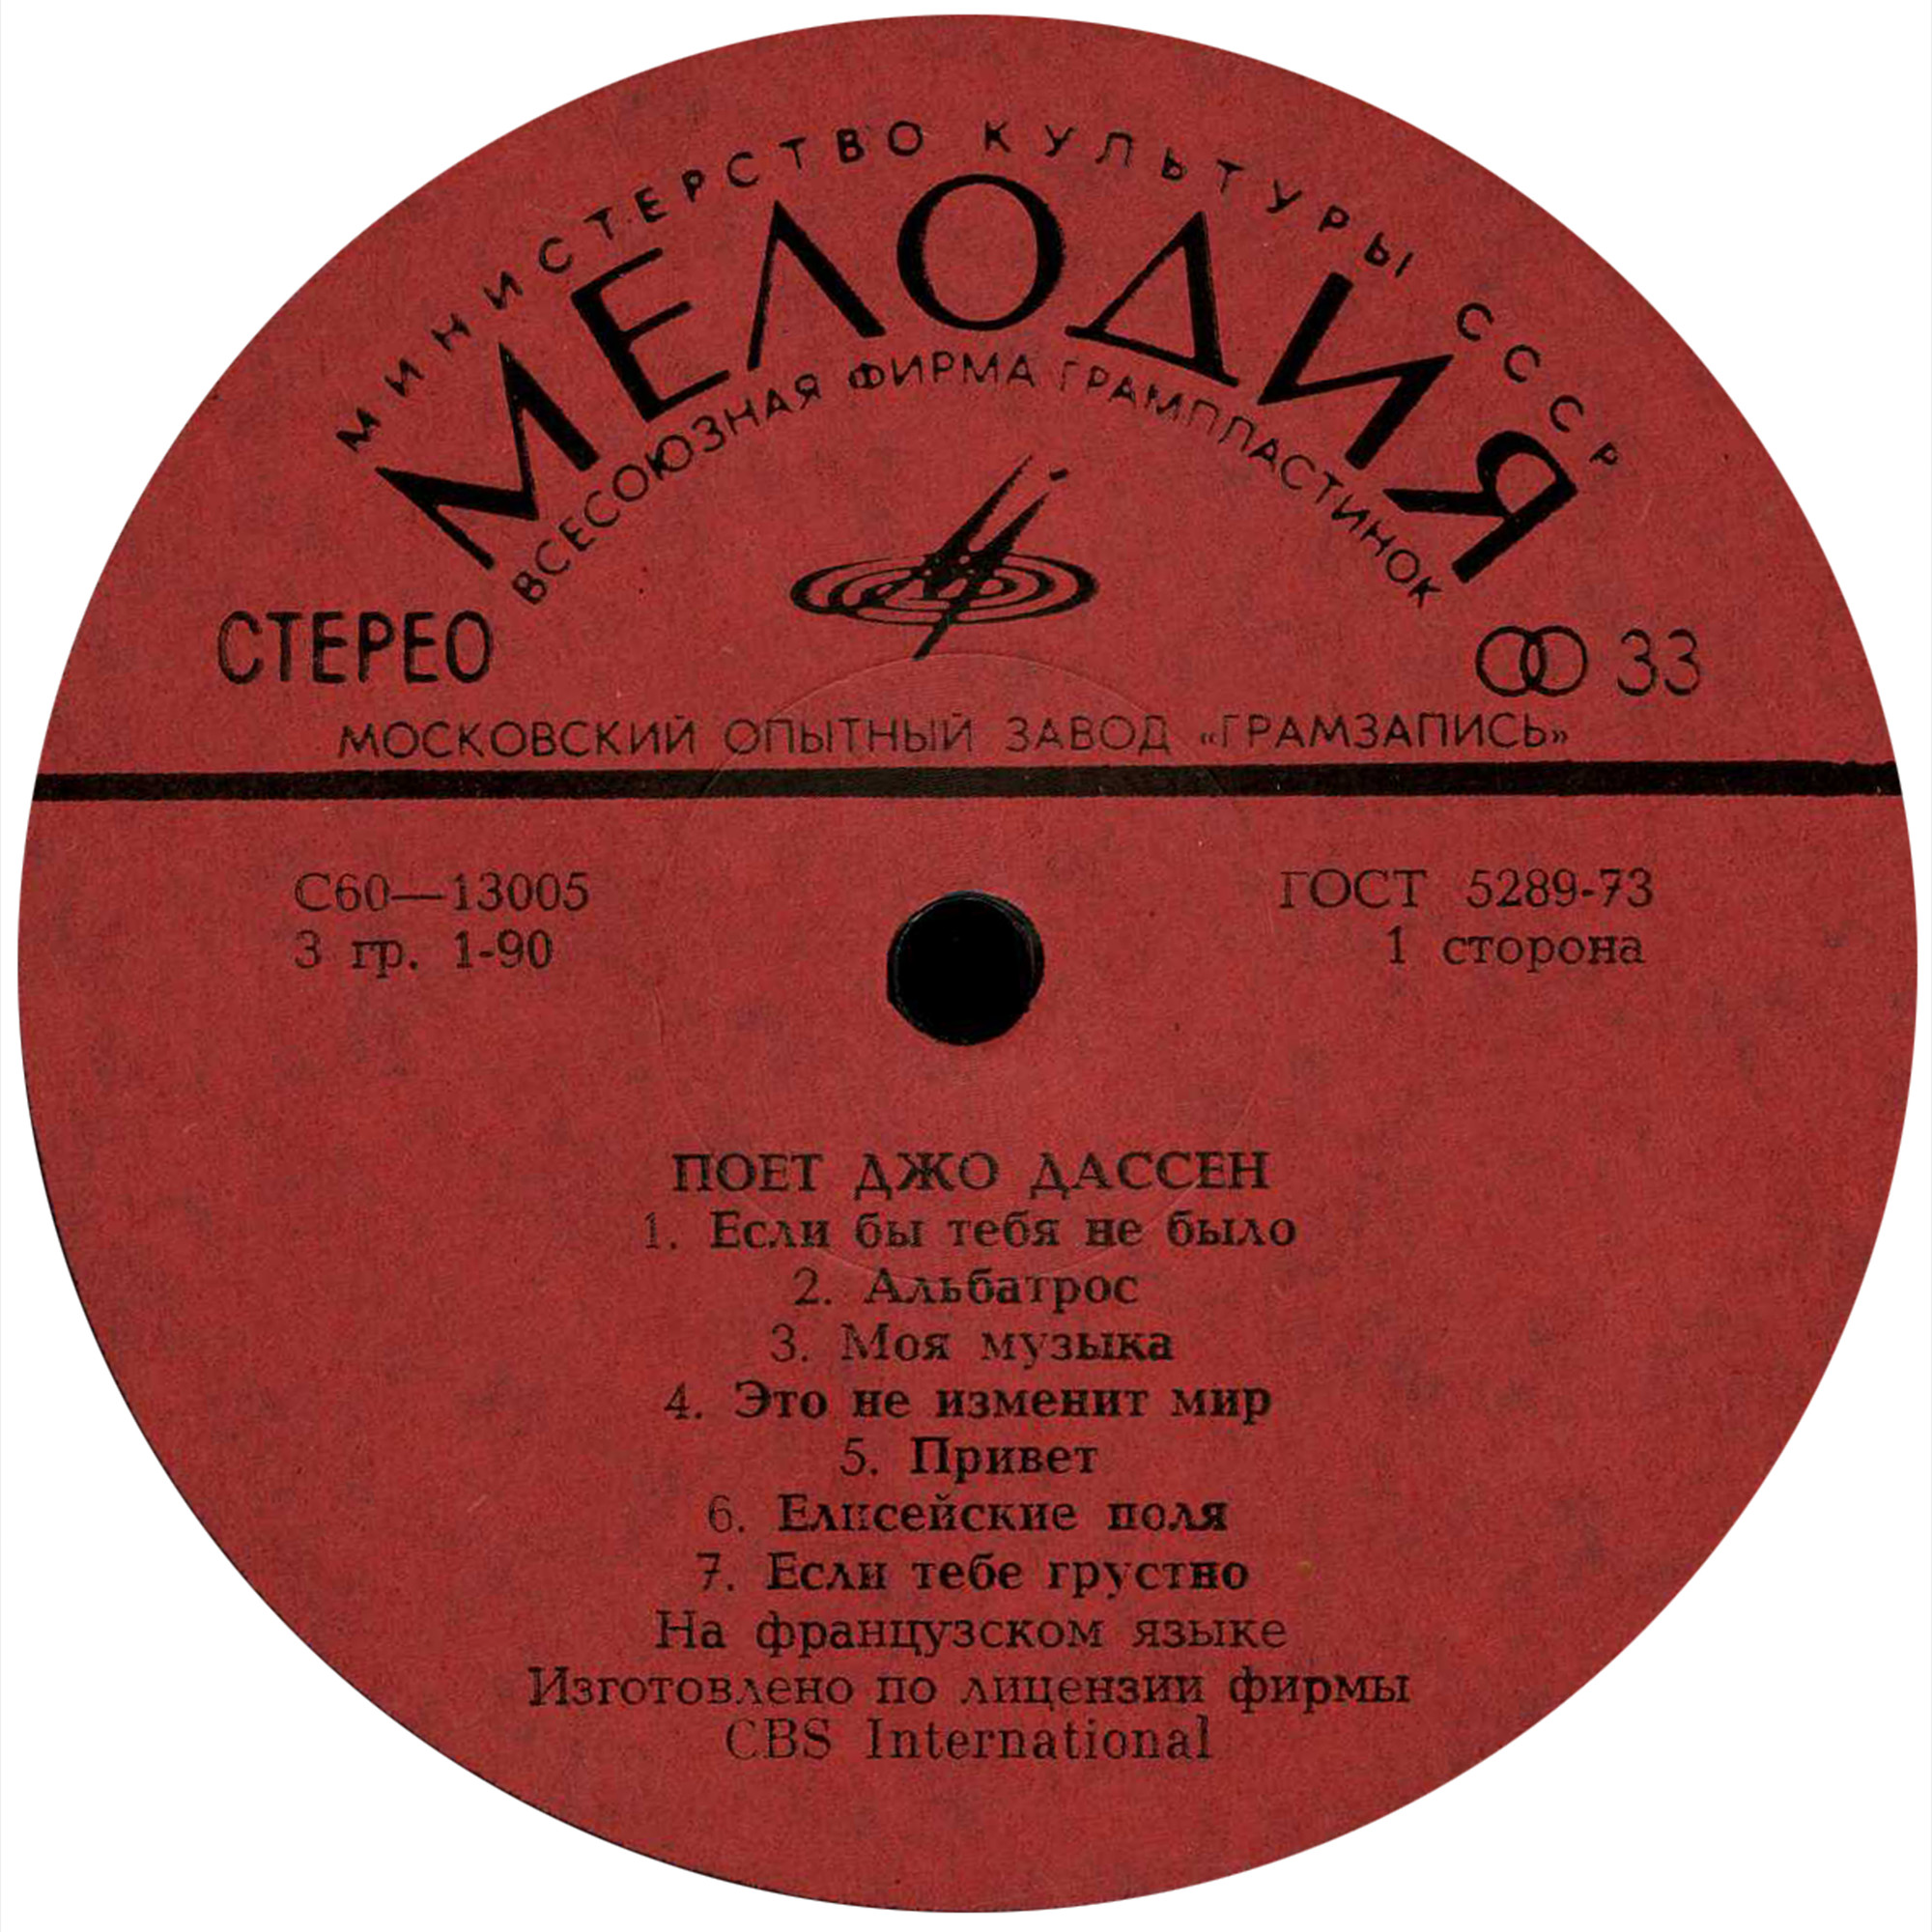 МИНИСТЕРСТВО КУЛЬТУРЫ СССР
МЕЛОДИЯ
ВСЕСОЮЗНАЯ ФИРМА ГРАМПЛАСТИНОК
СТЕРЕО
33
МОСКОВСКИЙ ОПЫТНЫЙ ЗАВОД «ГРАМЗАПИСЬ»
С60—13005
ГОСТ 5289-73
3 гр. 1-90
1 сторона
ПОЕТ ДЖО ДАССЕН
1. Если бы тебя не было
2. Альбатрос
3. Моя музыка
4. Это не изменит мир
5. Привет
6. Елисейские поля
7. Если тебе грустно
На французском языке
Изготовлено по лицензии фирмы
CBS International